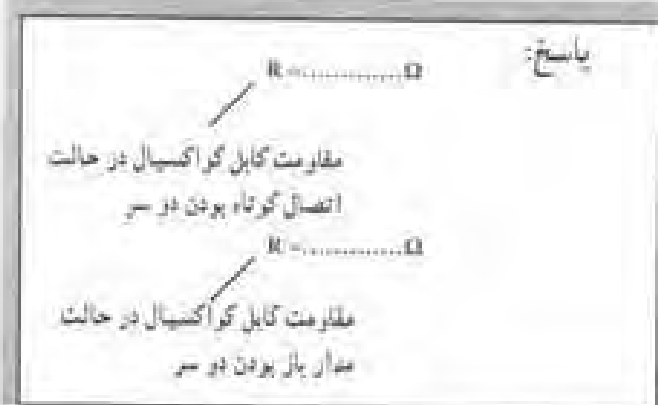 پاسخ:
R =.............Ω
مقاومت کابل کواکسیال در حالت
اتصال کوتاه بودن دو سر
R =.............Ω
مقاومت کابل کواکسیال در حالت
مدار باز بودن دو سر